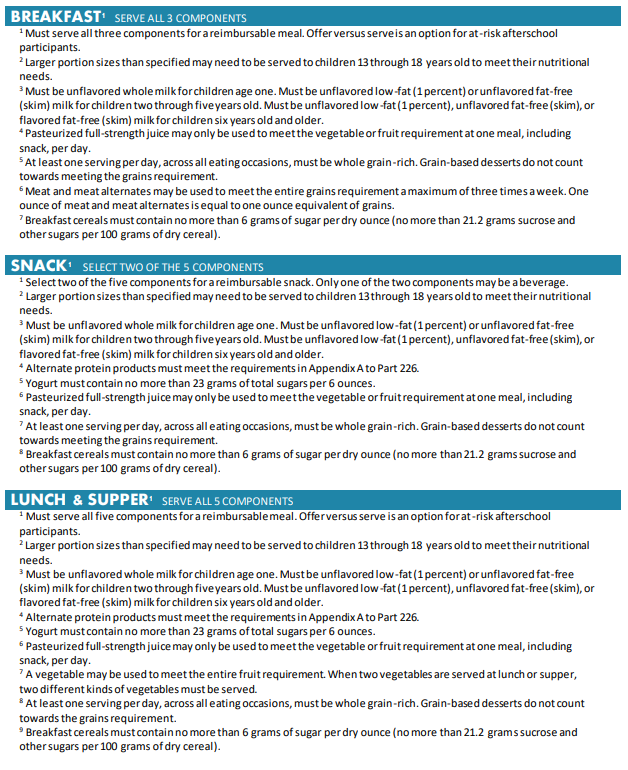 BREAKFAST¹ SERVE ALL 3 COMPONENTS
¹ Must serve all three components for a reimbursable meal. Offer versus serve is an option for at-risk afterschool
participants.
² Larger portion sizes than specified may need to be served to children 13 through 18 years old to meet their nutritional
needs.
³ Must be unflavored whole milk for children age one. Must be unflavored low-fat (1 percent) or unflavored fat-free
(skim) milk for children two through five years old. Must be unflavored low-fat (1 percent), unflavored fat-free (skim), or
flavored fat-free (skim) milk for children six years old and older.
⁴ Pasteurized full-strength juice may only be used to meet the vegetable or fruit requirement at one meal, including
snack, per day.
⁵ At least one serving per day, across all eating occasions, must be whole grain-rich. Grain-based desserts do not count
towards meeting the grains requirement.
⁶ Meat and meat alternates may be used to meet the entire grains requirement a maximum of three times a week. One
ounce of meat and meat alternates is equal to one ounce equivalent of grains.
⁷ Breakfast cereals must contain no more than 6 grams of sugar per dry ounce (no more than 21.2 grams sucrose and
other sugars per 100 grams of dry cereal).
SNACK¹ SELECT TWO OF THE 5 COMPONENTS
¹ Select two of the five components for a reimbursable snack. Only one of the two components may be a beverage.
² Larger portion sizes than specified may need to be served to children 13 through 18 years old to meet their nutritional
needs.
³ Must be unflavored whole milk for children age one. Must be unflavored low-fat (1 percent) or unflavored fat-free
(skim) milk for children two through five years old. Must be unflavored low-fat (1 percent), unflavored fat-free (skim), or
flavored fat-free (skim) milk for children six years old and older.
⁴ Alternate protein products must meet the requirements in Appendix A to Part 226.
⁵ Yogurt must contain no more than 23 grams of total sugars per 6 ounces.
⁶ Pasteurized full-strength juice may only be used to meet the vegetable or fruit requirement at one meal, including
snack, per day.
⁷ At least one serving per day, across all eating occasions, must be whole grain-rich. Grain-based desserts do not count
towards meeting the grains requirement.
⁸ Breakfast cereals must contain no more than 6 grams of sugar per dry ounce (no more than 21.2 grams sucrose and
other sugars per 100 grams of dry cereal).
LUNCH & SUPPER¹ SERVE ALL 5 COMPONENTS
¹ Must serve all five components for a reimbursable meal. Offer versus serve is an option for at-risk afterschool
participants.
² Larger portion sizes than specified may need to be served to children 13 through 18 years old to meet their nutritional
needs.
³ Must be unflavored whole milk for children age one. Must be unflavored low-fat (1 percent) or unflavored fat-free
(skim) milk for children two through five years old. Must be unflavored low-fat (1 percent), unflavored fat-free (skim), or
flavored fat-free (skim) milk for children six years old and older.
⁴ Alternate protein products must meet the requirements in Appendix A to Part 226.
⁵ Yogurt must contain no more than 23 grams of total sugars per 6 ounces.
⁶ Pasteurized full-strength juice may only be used to meet the vegetable or fruit requirement at one meal, including
snack, per day.
⁷ A vegetable may be used to meet the entire fruit requirement. When two vegetables are served at lunch or supper,
two different kinds of vegetables must be served.
⁸ At least one serving per day, across all eating occasions, must be whole grain-rich. Grain-based desserts do not count
towards the grains requirement.
⁹ Breakfast cereals must contain no more than 6 grams of sugar per dry ounce (no more than 21.2 grams sucrose and
other sugars per 100 grams of dry cereal).